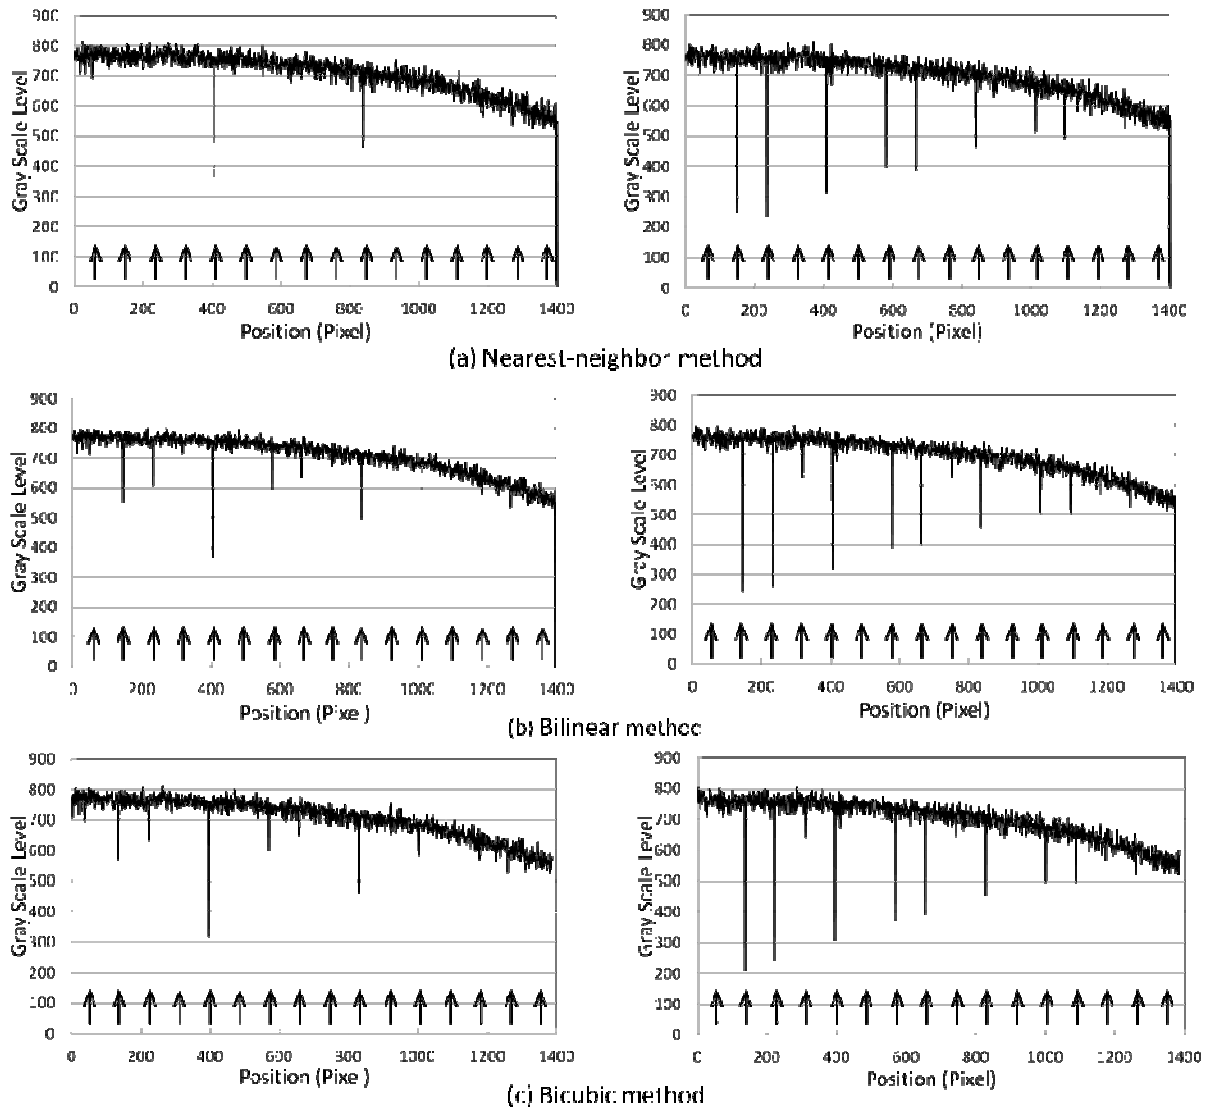 900 900
800 800
700 700
600 600
500 500
400 400
300 300
200 200
100 100
0 0
Gray Scale Level Gray Scale Level
0 200 400 600 800 1000 1200 1400 0 200 400 600 800 1000 1200 1400
Position (Pixel) Position (Pixel)
(a) Nearest-neighbor method
900 900
800 800
700 700
600 600
500 500
400 400
300 300
200 200
100 100
0 0
Gray Scale Level Gray Scale Level
0 200 400 600 800 1000 1200 1400 0 200 400 600 800 1000 1200 1400
Position (Pixel) Position (Pixel)
(b) Bilinear method
900 900
800 800
700 700
600 600
500 500
400 400
300 300
200 200
100 100
0 0
Gray Scale Level Gray Scale Level
0 200 400 600 800 1000 1200 1400 0 200 400 600 800 1000 1200 1400
Position (Pixel) Position (Pixel)
(c) Bicubic method